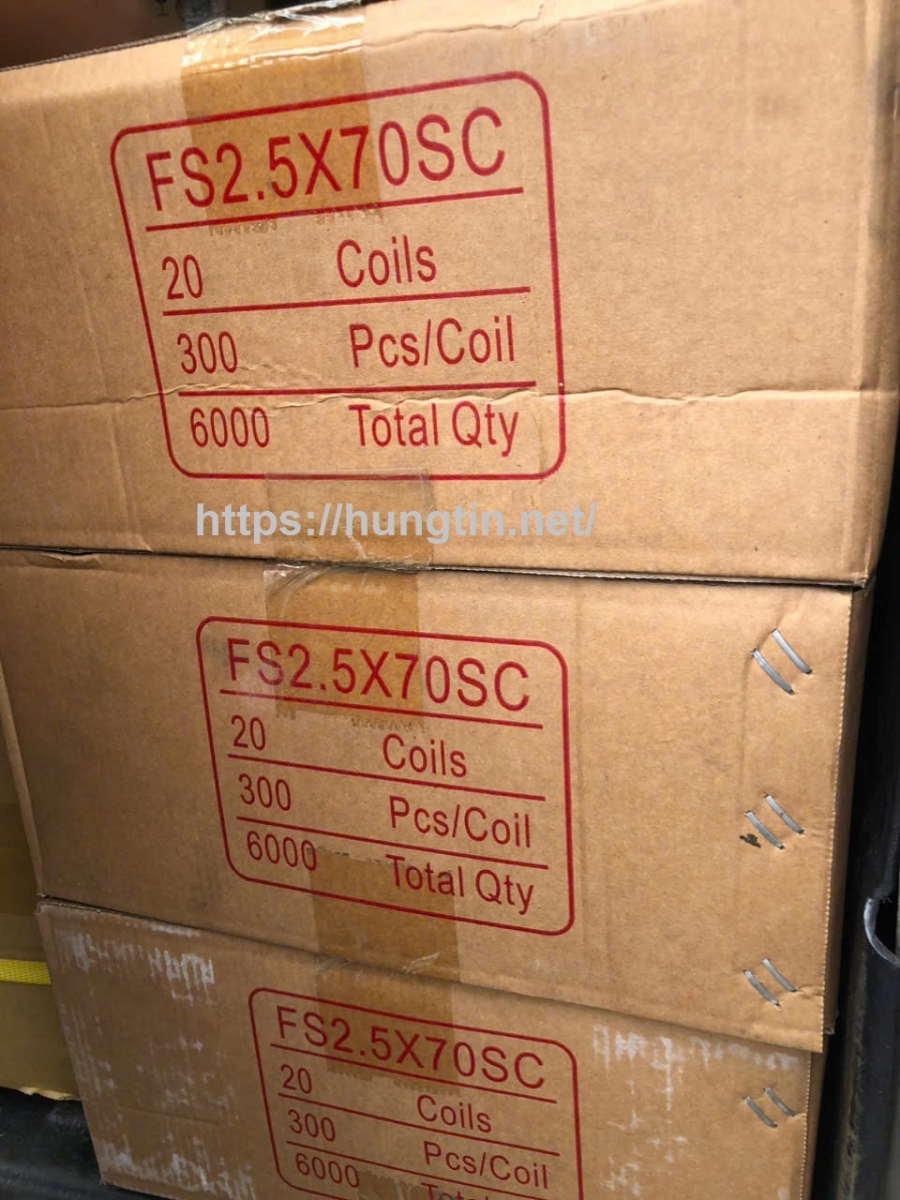 FS2.5X70SC
20 Coils
300 Pcs/Coil
6000 Total Qty
https://hungtin.net/
FS2.5X70SC
20 Coils
300 Pcs/Coil
6000 Total Qty
FS2.5X70SC
20 Coils
300 Pcs/Coil
6000 Total